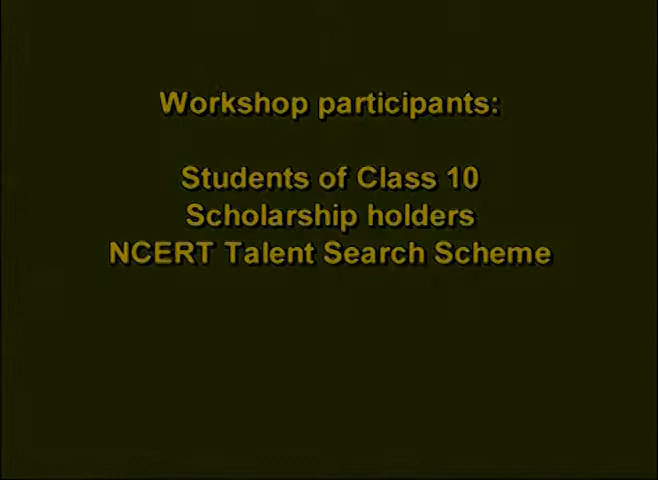 Workshop participants:
Students of Class 10
Scholarship holders
NCERT Talent Search Scheme